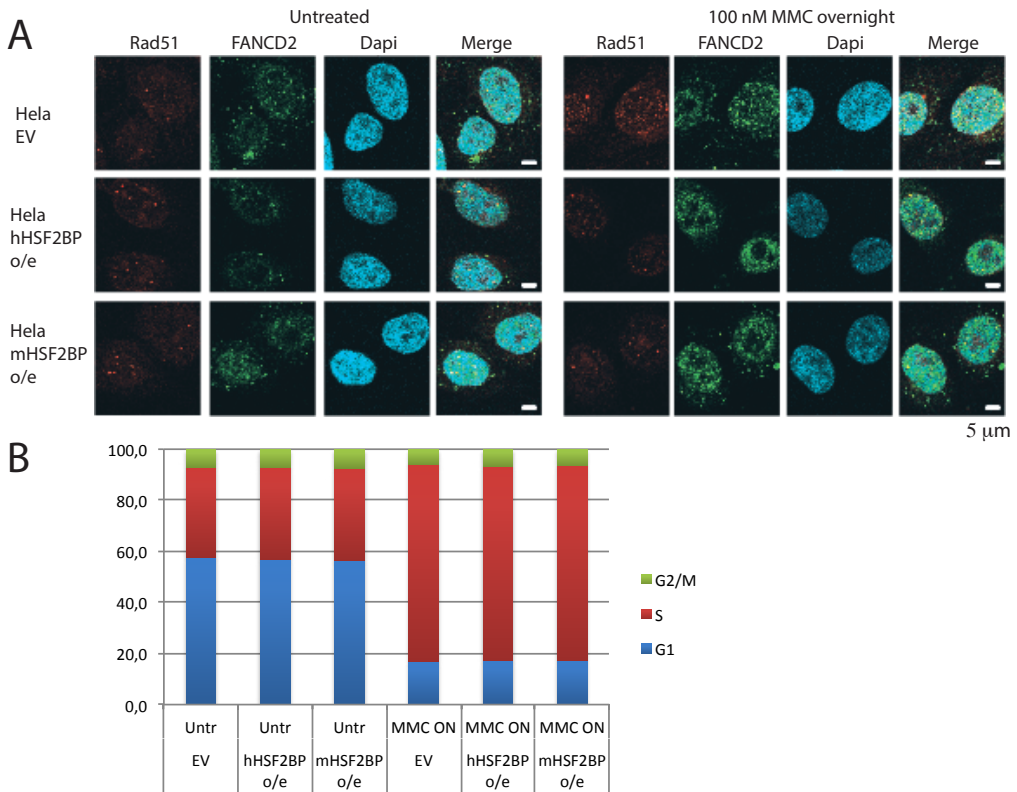 A
Untreated
100 nM MMC overnight
Rad51 FANCD2 Dapi Merge
Rad51 FANCD2 Dapi Merge
Hela
EV
Hela
hHSF2BP
o/e
Hela
mHSF2BP
o/e
5 μm
B
100,0
80,0
60,0
40,0
20,0
0,0
G2/M
S
G1
Untr Untr Untr MMC ON MMC ON MMC ON
EV hHSF2BP mHSF2BP EV hHSF2BP mHSF2BP
o/e o/e o/e o/e